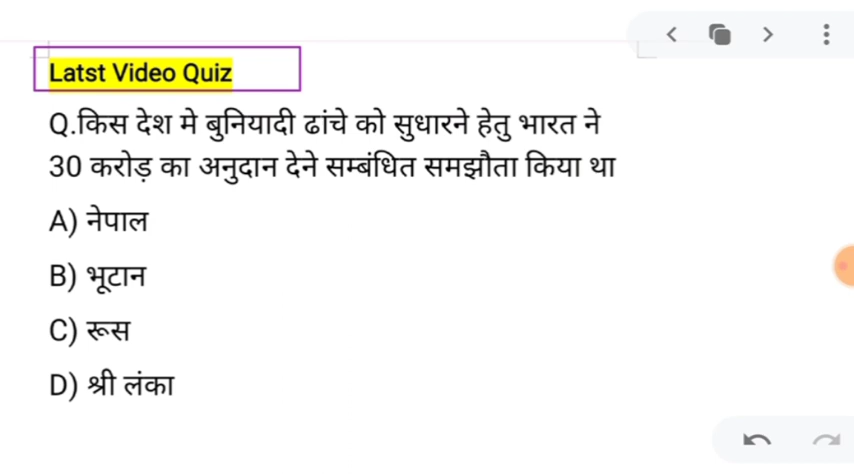 Latst Video Quiz
Q.किस देश मे बुनियादी ढांचे को सुधारने हेतु भारत ने
30 करोड़ का अनुदान देने सम्बंधित समझौता किया था
A) नेपाल
B) भूटान
C) रूस
D) श्री लंका